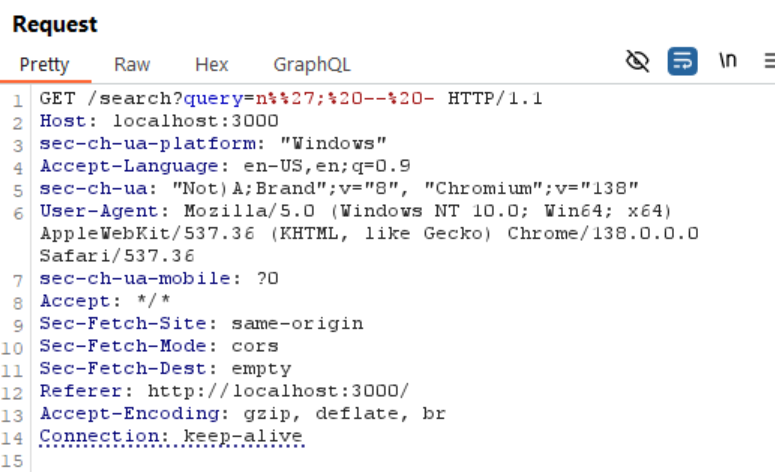 Request
Pretty Raw Hex GraphQL \n
1 GET /search?query=n%%27;%20--%20- HTTP/1.1
2 Host: localhost:3000
3 sec-ch-ua-platform: "Windows"
4 Accept-Language: en-US,en;q=0.9
5 sec-ch-ua: "Not)A;Brand";v="8", "Chromium";v="138"
6 User-Agent: Mozilla/5.0 (Windows NT 10.0; Win64; x64)
AppleWebKit/537.36 (KHTML, like Gecko) Chrome/138.0.0.0
Safari/537.36
7 sec-ch-ua-mobile: ?0
8 Accept: */*
9 Sec-Fetch-Site: same-origin
10 Sec-Fetch-Mode: cors
11 Sec-Fetch-Dest: empty
12 Referer: http://localhost:3000/
13 Accept-Encoding: gzip, deflate, br
14 Connection: keep-alive
15